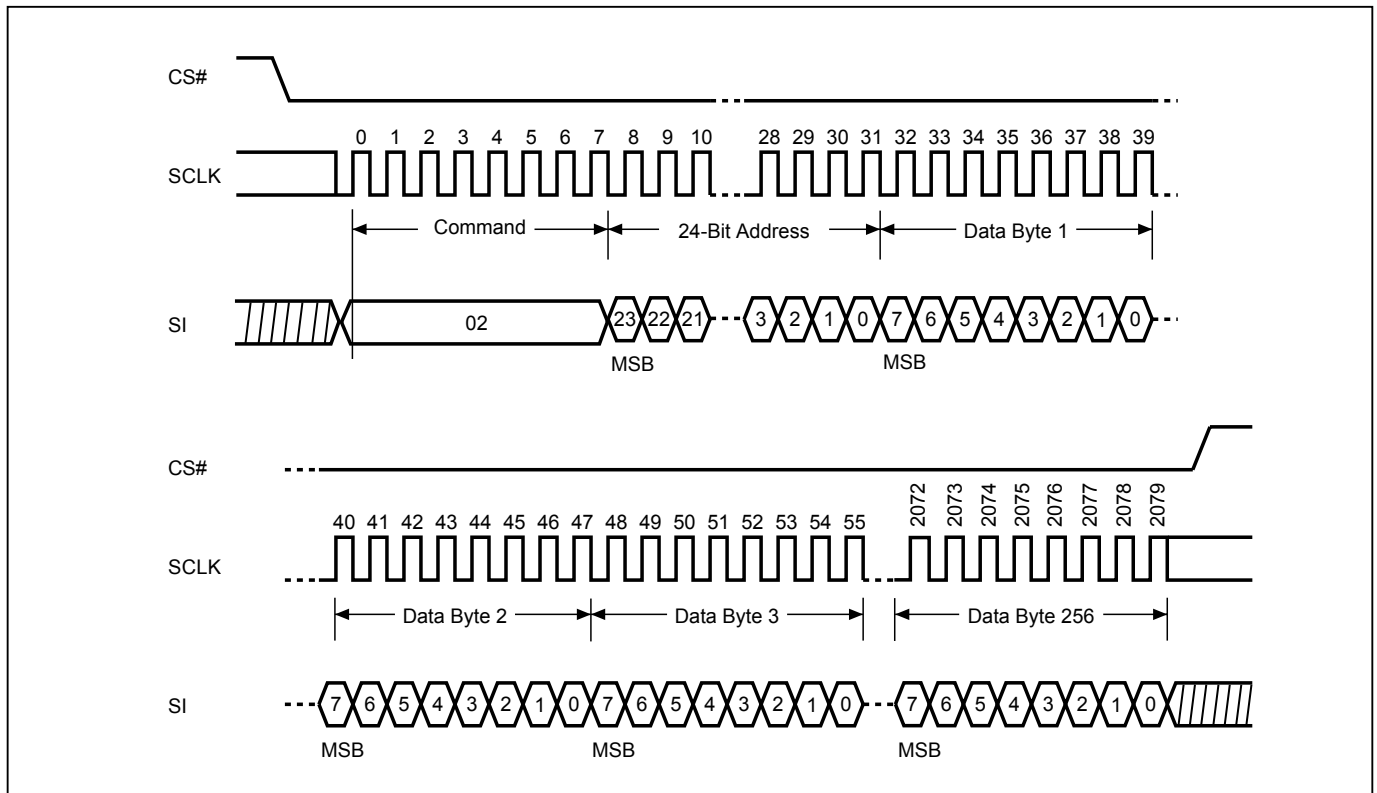 CS#
0 1 2 3 4 5 6 7 8 9 10 28 29 30 31 32 33 34 35 36 37 38 39
SCLK
Command 24-Bit Address Data Byte 1
SI 02 23 22 21 3 2 1 0 7 6 5 4 3 2 1 0
MSB MSB
CS#
2072 2073 2074 2075 2076 2077 2078 2079
40 41 42 43 44 45 46 47 48 49 50 51 52 53 54 55
SCLK
Data Byte 2 Data Byte 3 Data Byte 256
SI 7 6 5 4 3 2 1 0 7 6 5 4 3 2 1 0 7 6 5 4 3 2 1 0
MSB MSB MSB